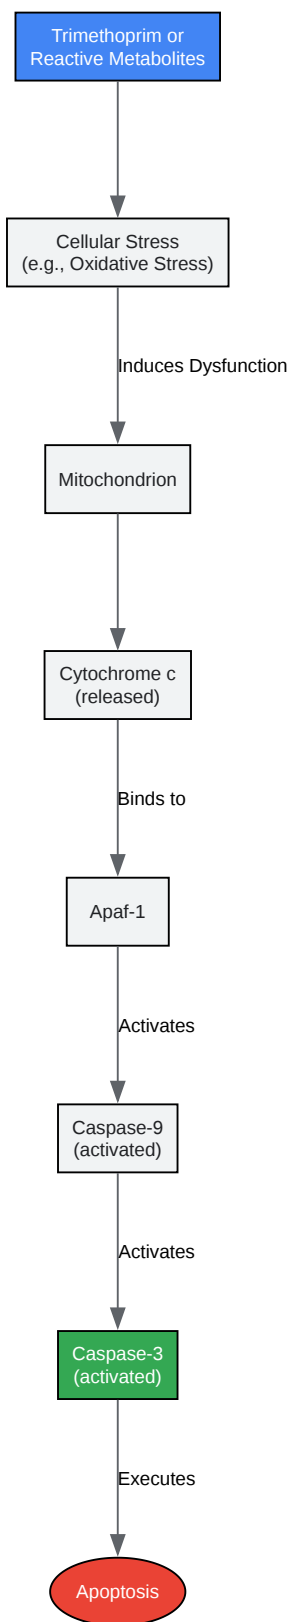 Trimethoprim or
Reactive Metabolites
Cellular Stress
(e.g., Oxidative Stress)
Induces Dysfunction
Mitochondrion
Cytochrome c
(released)
Binds to
Apaf-1
Activates
Caspase-9
(activated)
Activates
Caspase-3
(activated)
Executes
Apoptosis